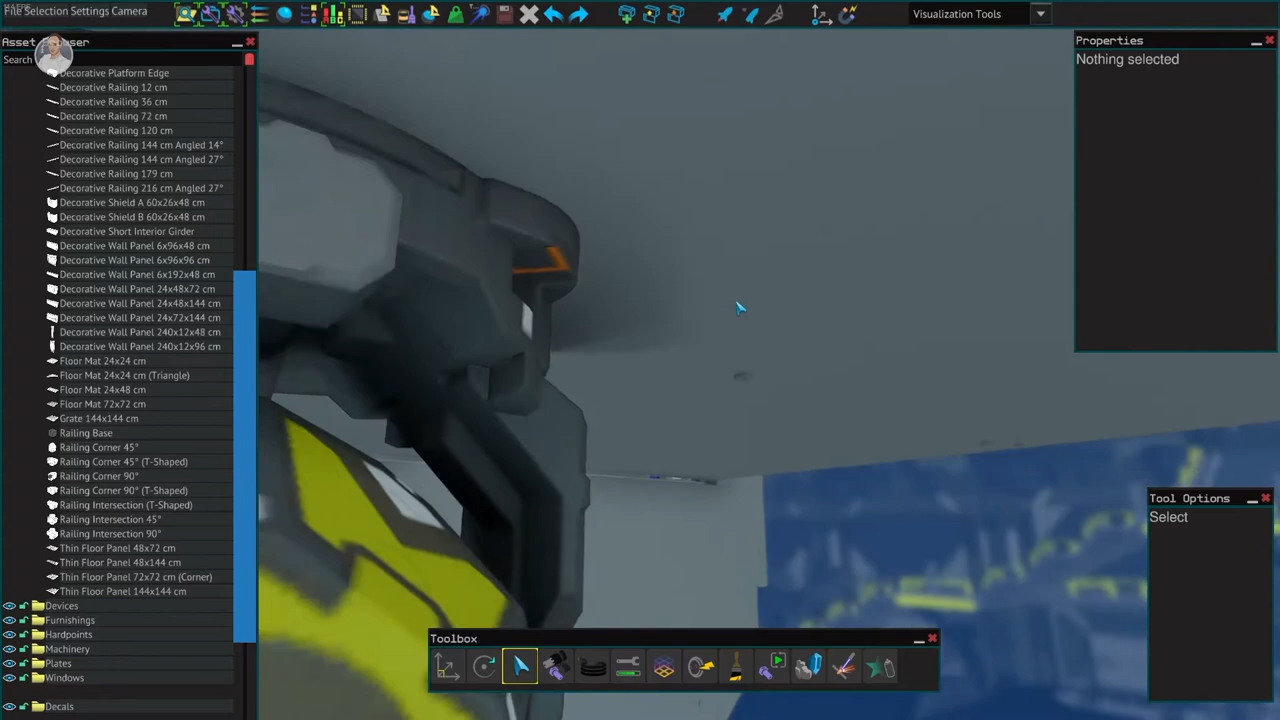 File Selection Settings Camera
Visualization Tools
Asset Browser
Search
Decorative Platform Edge
Decorative Railing 12 cm
Decorative Railing 36 cm
Decorative Railing 72 cm
Decorative Railing 120 cm
Decorative Railing 144 cm Angled 14°
Decorative Railing 144 cm Angled 27°
Decorative Railing 179 cm
Decorative Railing 216 cm Angled 27°
Decorative Shield A 60x26x48 cm
Decorative Shield B 60x26x48 cm
Decorative Short Interior Girder
Decorative Wall Panel 6x96x48 cm
Decorative Wall Panel 6x96x96 cm
Decorative Wall Panel 6x192x48 cm
Decorative Wall Panel 24x48x72 cm
Decorative Wall Panel 24x48x144 cm
Decorative Wall Panel 24x72x144 cm
Decorative Wall Panel 240x12x48 cm
Decorative Wall Panel 240x12x96 cm
Floor Mat 24x24 cm
Floor Mat 24x24 cm (Triangle)
Floor Mat 24x48 cm
Floor Mat 72x72 cm
Grate 144x144 cm
Railing Base
Railing Corner 45°
Railing Corner 45° (T-Shaped)
Railing Corner 90°
Railing Corner 90° (T-Shaped)
Railing Intersection (T-Shaped)
Railing Intersection 45°
Railing Intersection 90°
Thin Floor Panel 48x72 cm
Thin Floor Panel 48x144 cm
Thin Floor Panel 72x72 cm (Corner)
Thin Floor Panel 144x144 cm
Devices
Furnishings
Hardpoints
Machinery
Plates
Windows
Decals
Properties
Nothing selected
Tool Options
Select
Toolbox